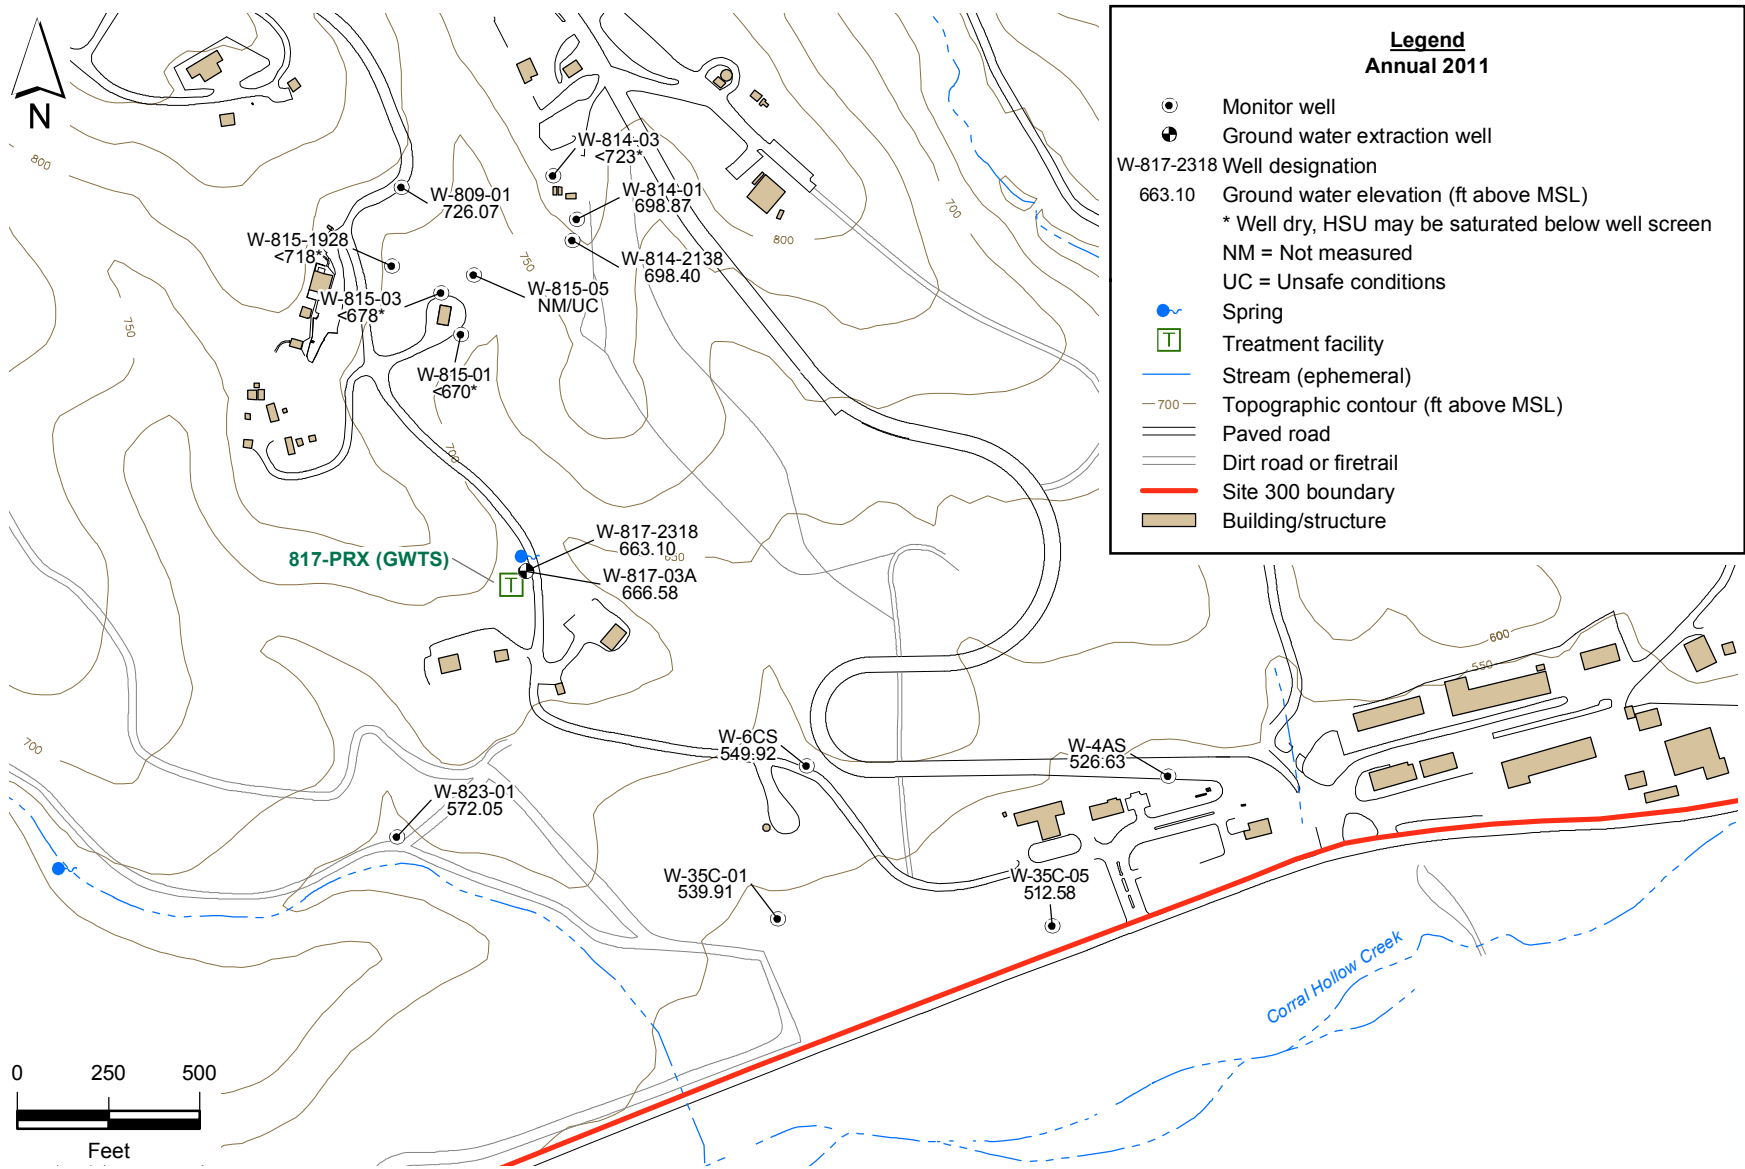 Legend
Annual 2011
Monitor well
Ground water extraction well
W-817-2318 Well designation
663.10 Ground water elevation (ft above MSL)
* Well dry, HSU may be saturated below well screen
NM = Not measured
UC = Unsafe conditions
Spring
T Treatment facility
Stream (ephemeral)
700 Topographic contour (ft above MSL)
Paved road
Dirt road or firetrail
Site 300 boundary
Building/structure
N
800
W-814-03
<723*
W-809-01
726.07
W-814-01
698.87
700
800
W-815-1928
<718*
750
W-814-2138
698.40
W-815-05
NM/UC
W-815-03
<678*
750
W-815-01
<670*
700
W-817-2318
663.10
817-PRX (GWTS)
T
W-817-03A
666.58
600
550
700
W-6CS
549.92
W-4AS
526.63
W-823-01
572.05
W-35C-01
539.91
W-35C-05
512.58
Corral Hollow Creek
0 250 500
Feet